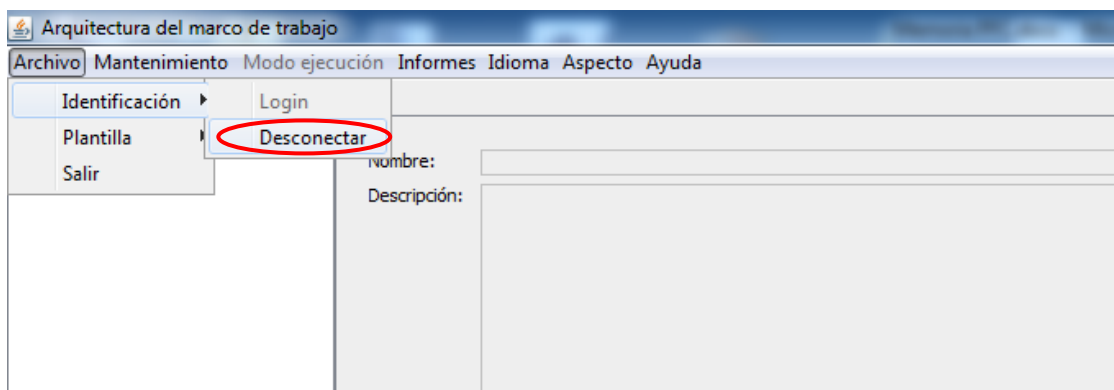 Arquitectura del marco de trabajo
Archivo Mantenimiento Modo ejecución Informes Idioma Aspecto Ayuda
Identificación Login
Plantilla Desconectar
Salir
Nombre:
Descripción: